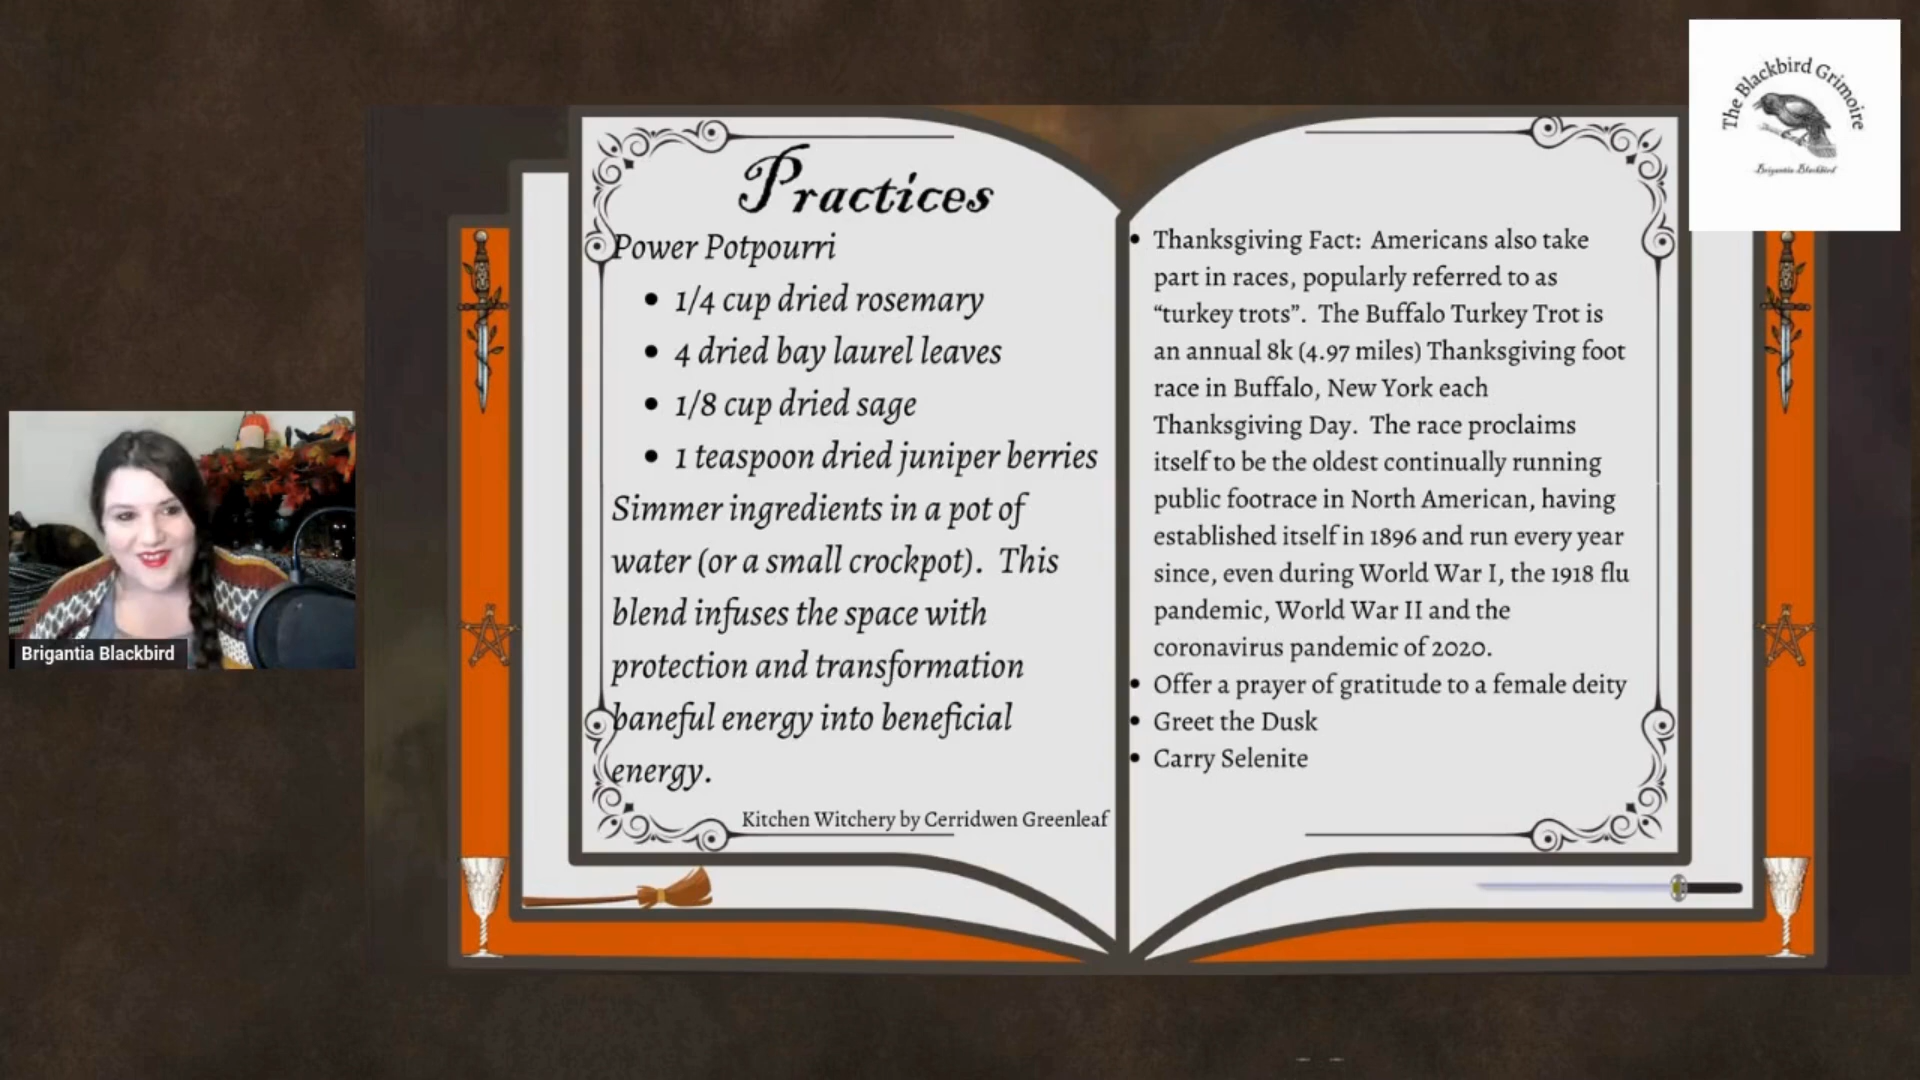 The Blackbird Grimoire
Brigantia Blackbird
Practices
Power Potpourri
• 1/4 cup dried rosemary
• 4 dried bay laurel leaves
• 1/8 cup dried sage
• 1 teaspoon dried juniper berries
Simmer ingredients in a pot of
water (or a small crockpot).  This
blend infuses the space with
protection and transformation
baneful energy into beneficial
energy.
Kitchen Witchery by Cerridwen Greenleaf
• Thanksgiving Fact:  Americans also take
part in races, popularly referred to as
“turkey trots”.  The Buffalo Turkey Trot is
an annual 8k (4.97 miles) Thanksgiving foot
race in Buffalo, New York each
Thanksgiving Day.  The race proclaims
itself to be the oldest continually running
public footrace in North American, having
established itself in 1896 and run every year
since, even during World War I, the 1918 flu
pandemic, World War II and the
coronavirus pandemic of 2020.
• Offer a prayer of gratitude to a female deity
• Greet the Dusk
• Carry Selenite
Brigantia Blackbird